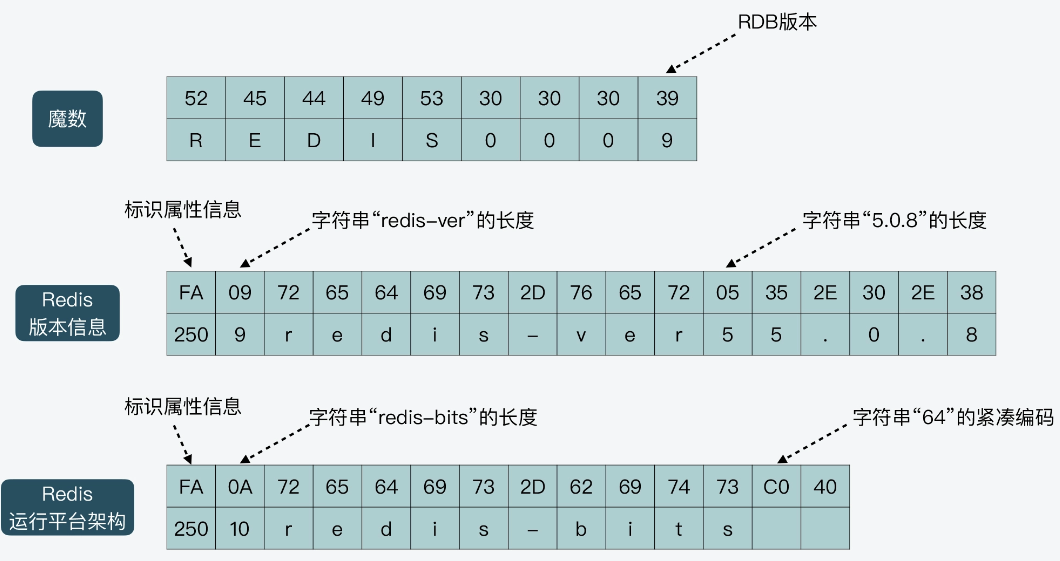 RDB版本
魔数
52 45 44 49 53 30 30 30 39
R E D I S 0 0 0 9
标识属性信息
字符串“redis-ver”的长度
字符串“5.0.8”的长度
Redis
版本信息
FA 09 72 65 64 69 73 2D 76 65 72 05 35 2E 30 2E 38
250 9 r e d i s - v e r 5 5 . 0 . 8
标识属性信息
字符串“redis-bits”的长度
字符串“64”的紧凑编码
Redis
运行平台架构
FA 0A 72 65 64 69 73 2D 62 69 74 73 C0 40
250 10 r e d i s - b i t s